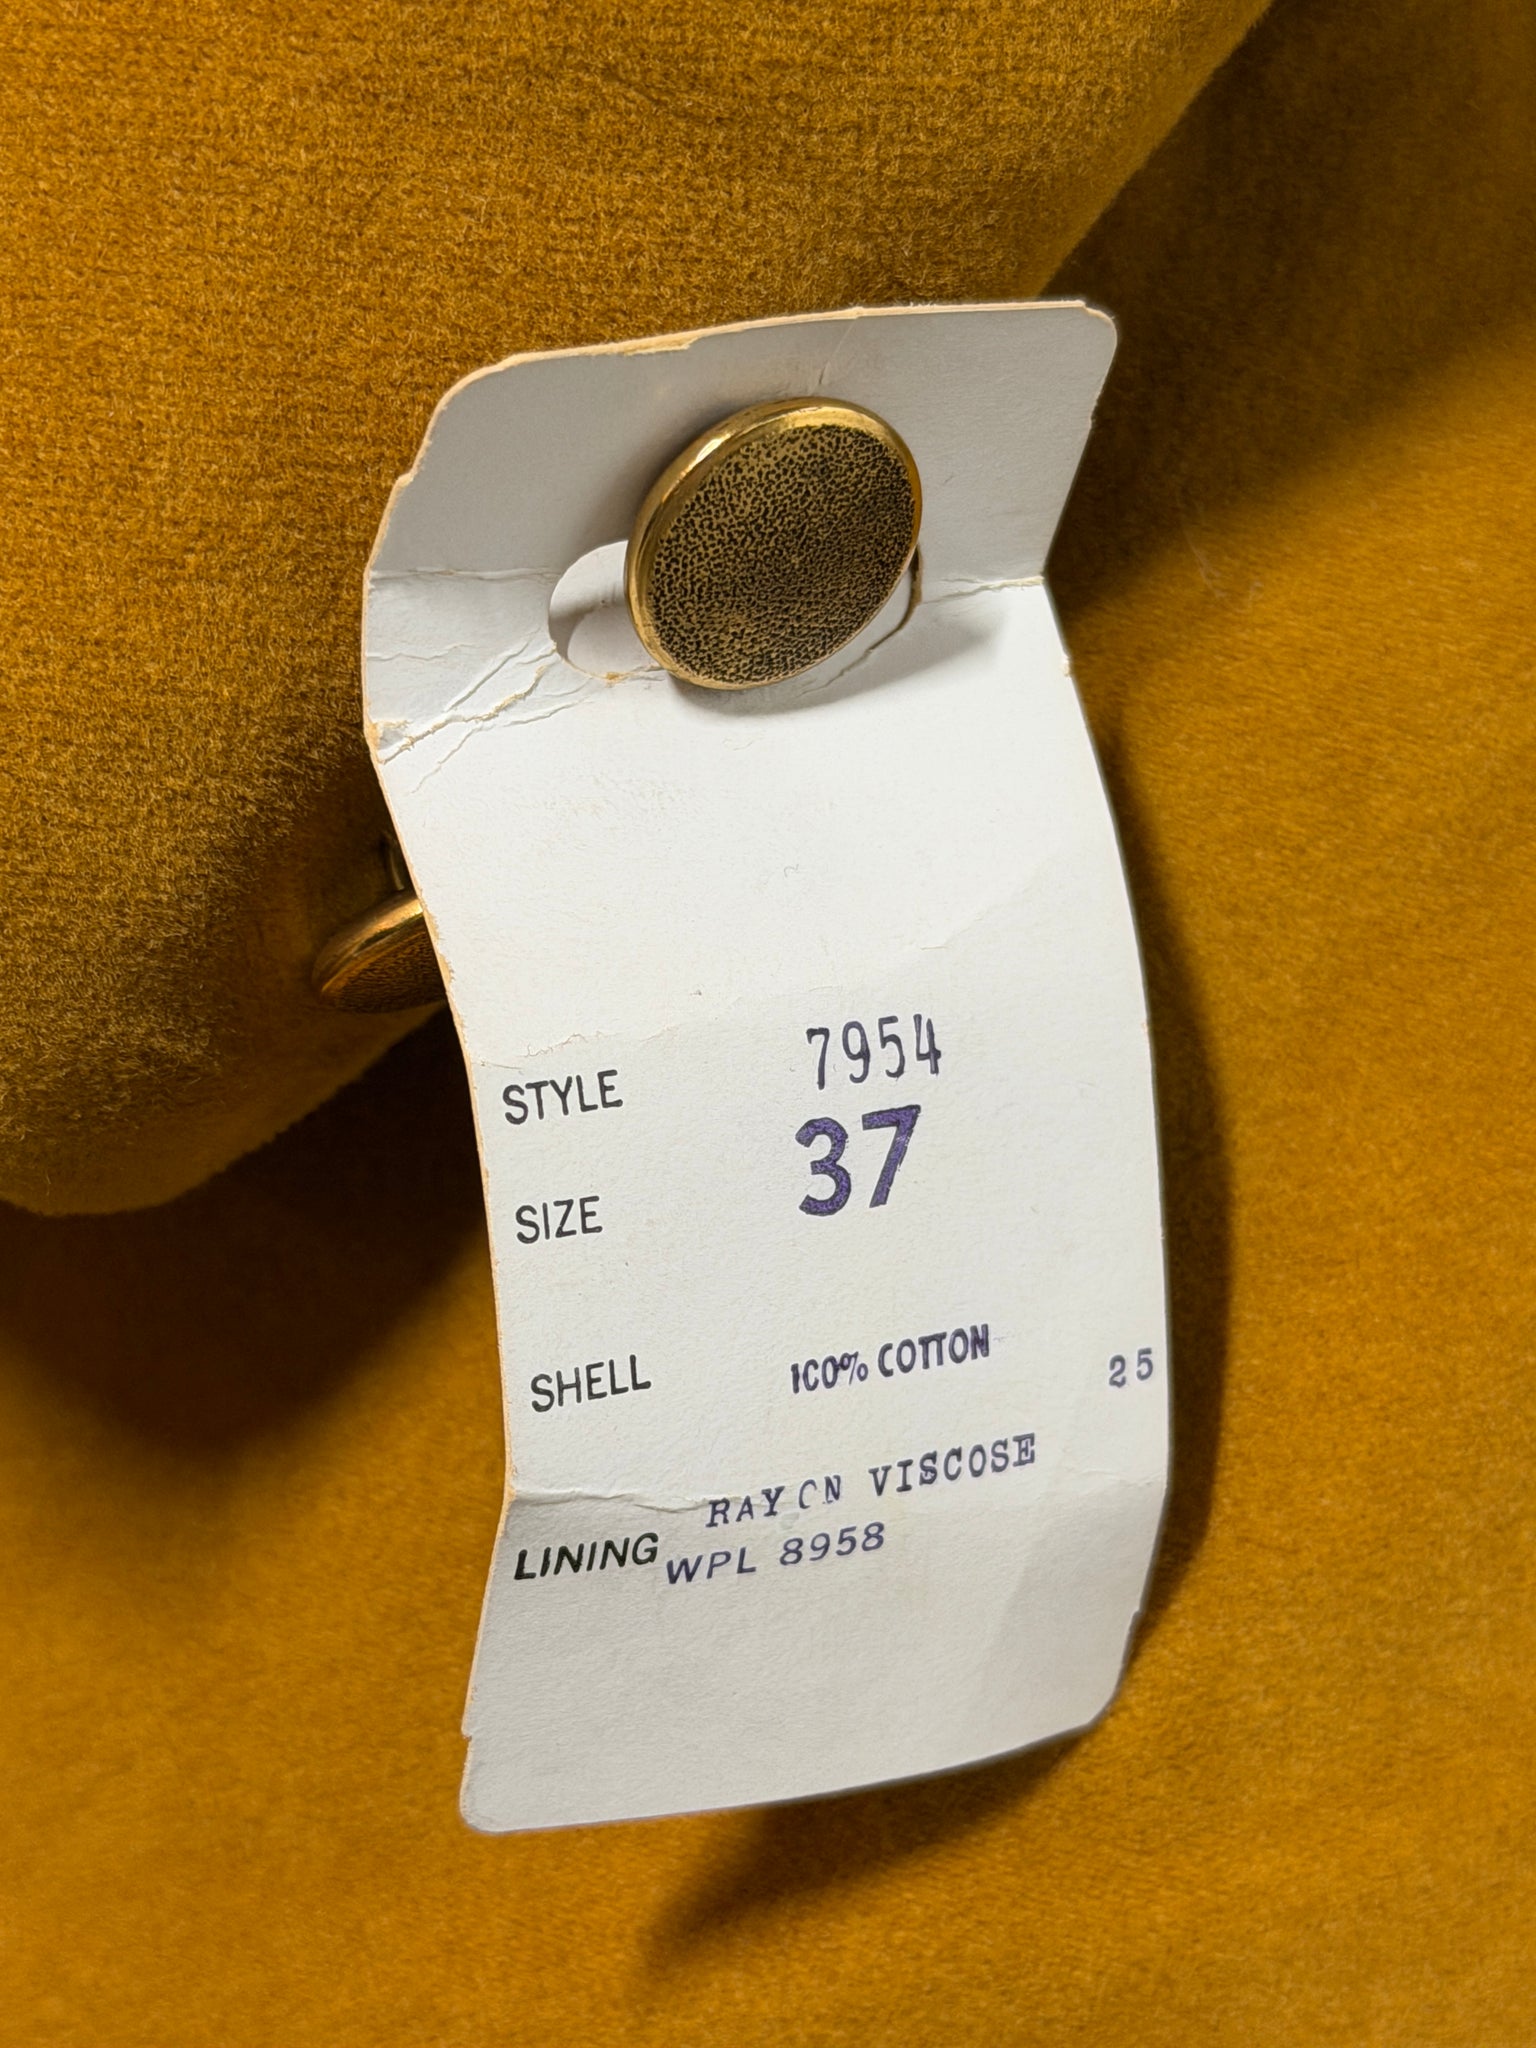 STYLE 7954
SIZE 37
SHELL 100% COTTON 25
RAYON VISCOSE
LINING WPL 8958